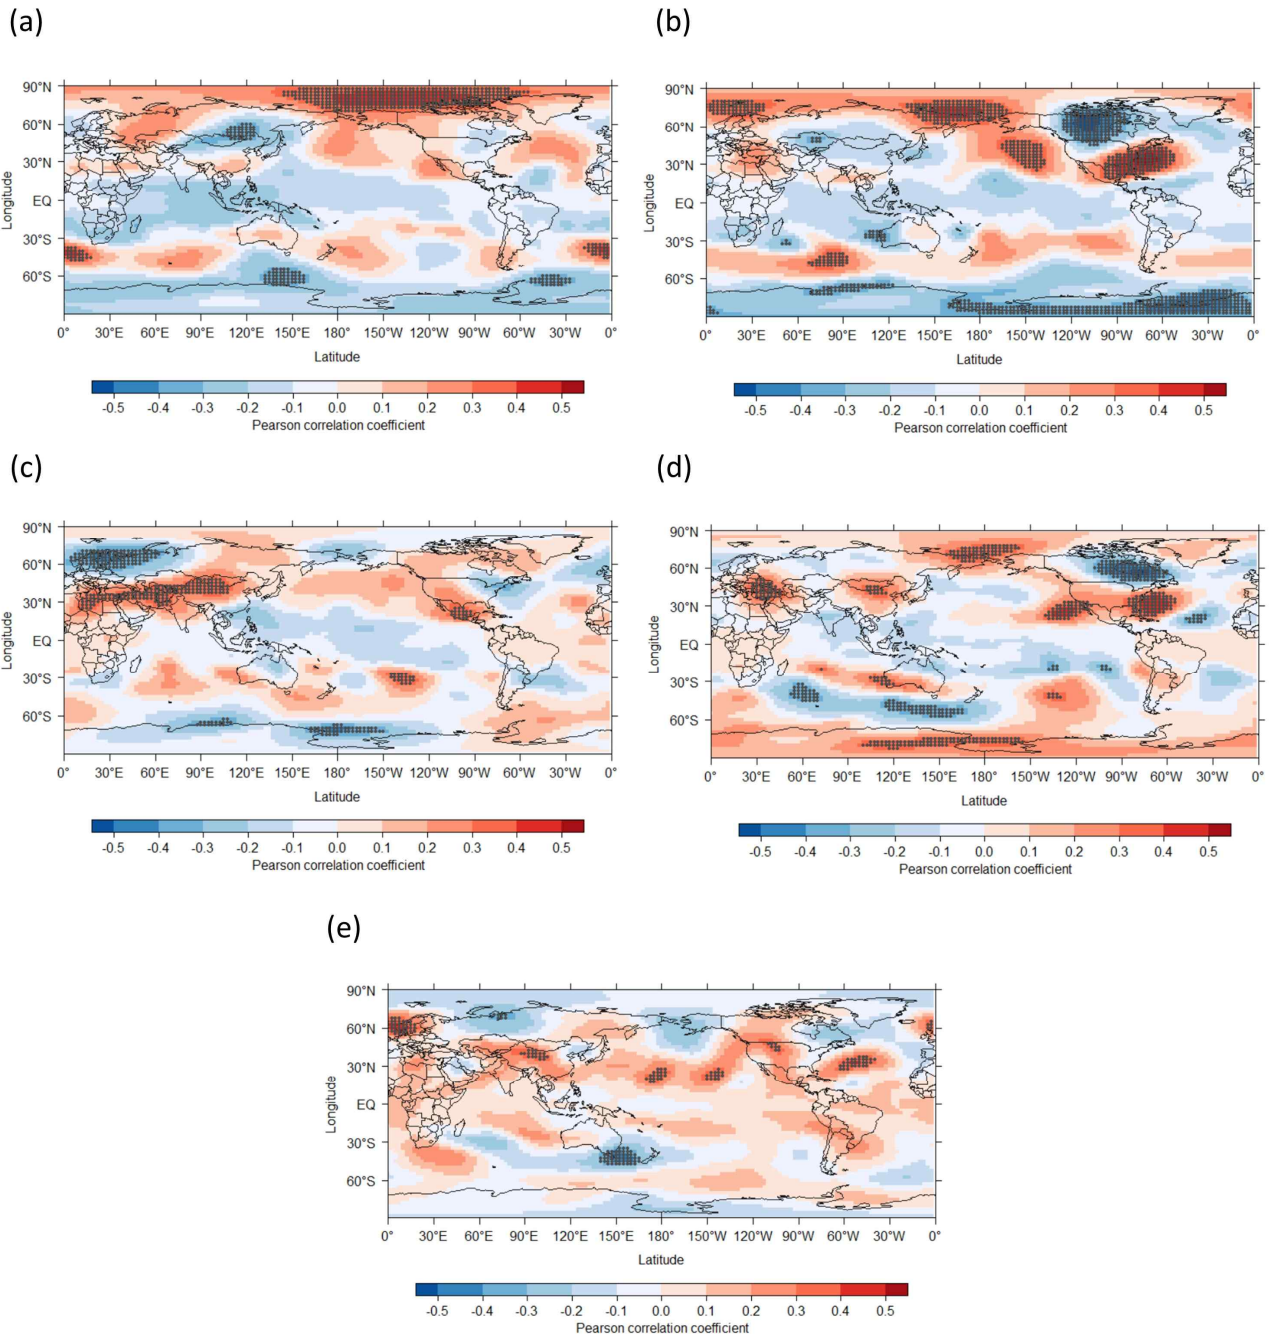 (a)
(b)
90°N
60°N
30°N
EQ
30°S
60°S
Longitude
0° 30°E 60°E 90°E 120°E 150°E 180° 150°W 120°W 90°W 60°W 30°W 0°
Latitude
-0.5 -0.4 -0.3 -0.2 -0.1 0.0 0.1 0.2 0.3 0.4 0.5
Pearson correlation coefficient
90°N
60°N
30°N
EQ
30°S
60°S
Longitude
0° 30°E 60°E 90°E 120°E 150°E 180° 150°W 120°W 90°W 60°W 30°W 0°
Latitude
-0.5 -0.4 -0.3 -0.2 -0.1 0.0 0.1 0.2 0.3 0.4 0.5
Pearson correlation coefficient
(c)
(d)
90°N
60°N
30°N
EQ
30°S
60°S
Longitude
0° 30°E 60°E 90°E 120°E 150°E 180° 150°W 120°W 90°W 60°W 30°W 0°
Latitude
-0.5 -0.4 -0.3 -0.2 -0.1 0.0 0.1 0.2 0.3 0.4 0.5
Pearson correlation coefficient
90°N
60°N
30°N
EQ
30°S
60°S
Longitude
0° 30°E 60°E 90°E 120°E 150°E 180° 150°W 120°W 90°W 60°W 30°W 0°
Latitude
-0.5 -0.4 -0.3 -0.2 -0.1 0.0 0.1 0.2 0.3 0.4 0.5
Pearson correlation coefficient
(e)
90°N
60°N
30°N
EQ
30°S
60°S
Longitude
0° 30°E 60°E 90°E 120°E 150°E 180° 150°W 120°W 90°W 60°W 30°W 0°
Latitude
-0.5 -0.4 -0.3 -0.2 -0.1 0.0 0.1 0.2 0.3 0.4 0.5
Pearson correlation coefficient